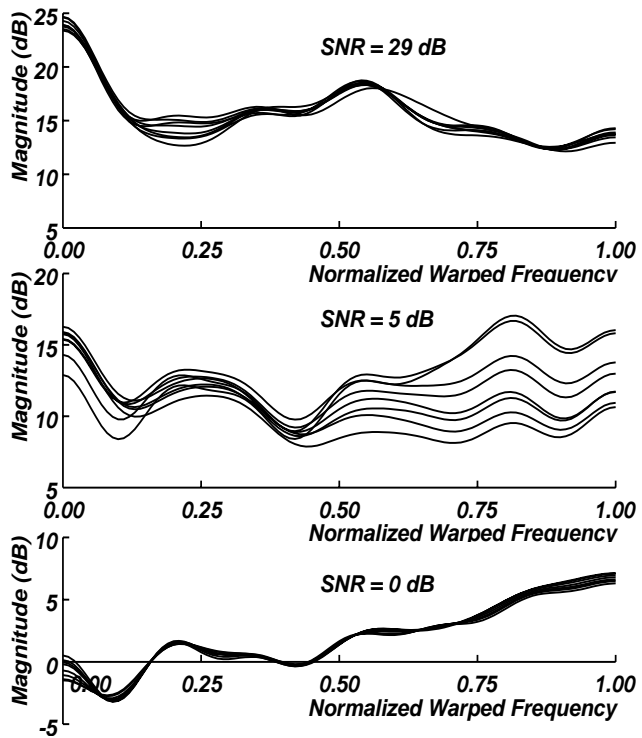 25
20
15
10
5
Magnitude (dB)
SNR = 29 dB
0.00 0.25 0.50 0.75 1.00
Normalized Warped Frequency
20
15
10
5
Magnitude (dB)
SNR = 5 dB
0.00 0.25 0.50 0.75 1.00
Normalized Warped Frequency
10
5
0
-5
Magnitude (dB)
SNR = 0 dB
0.00 0.25 0.50 0.75 1.00
Normalized Warped Frequency